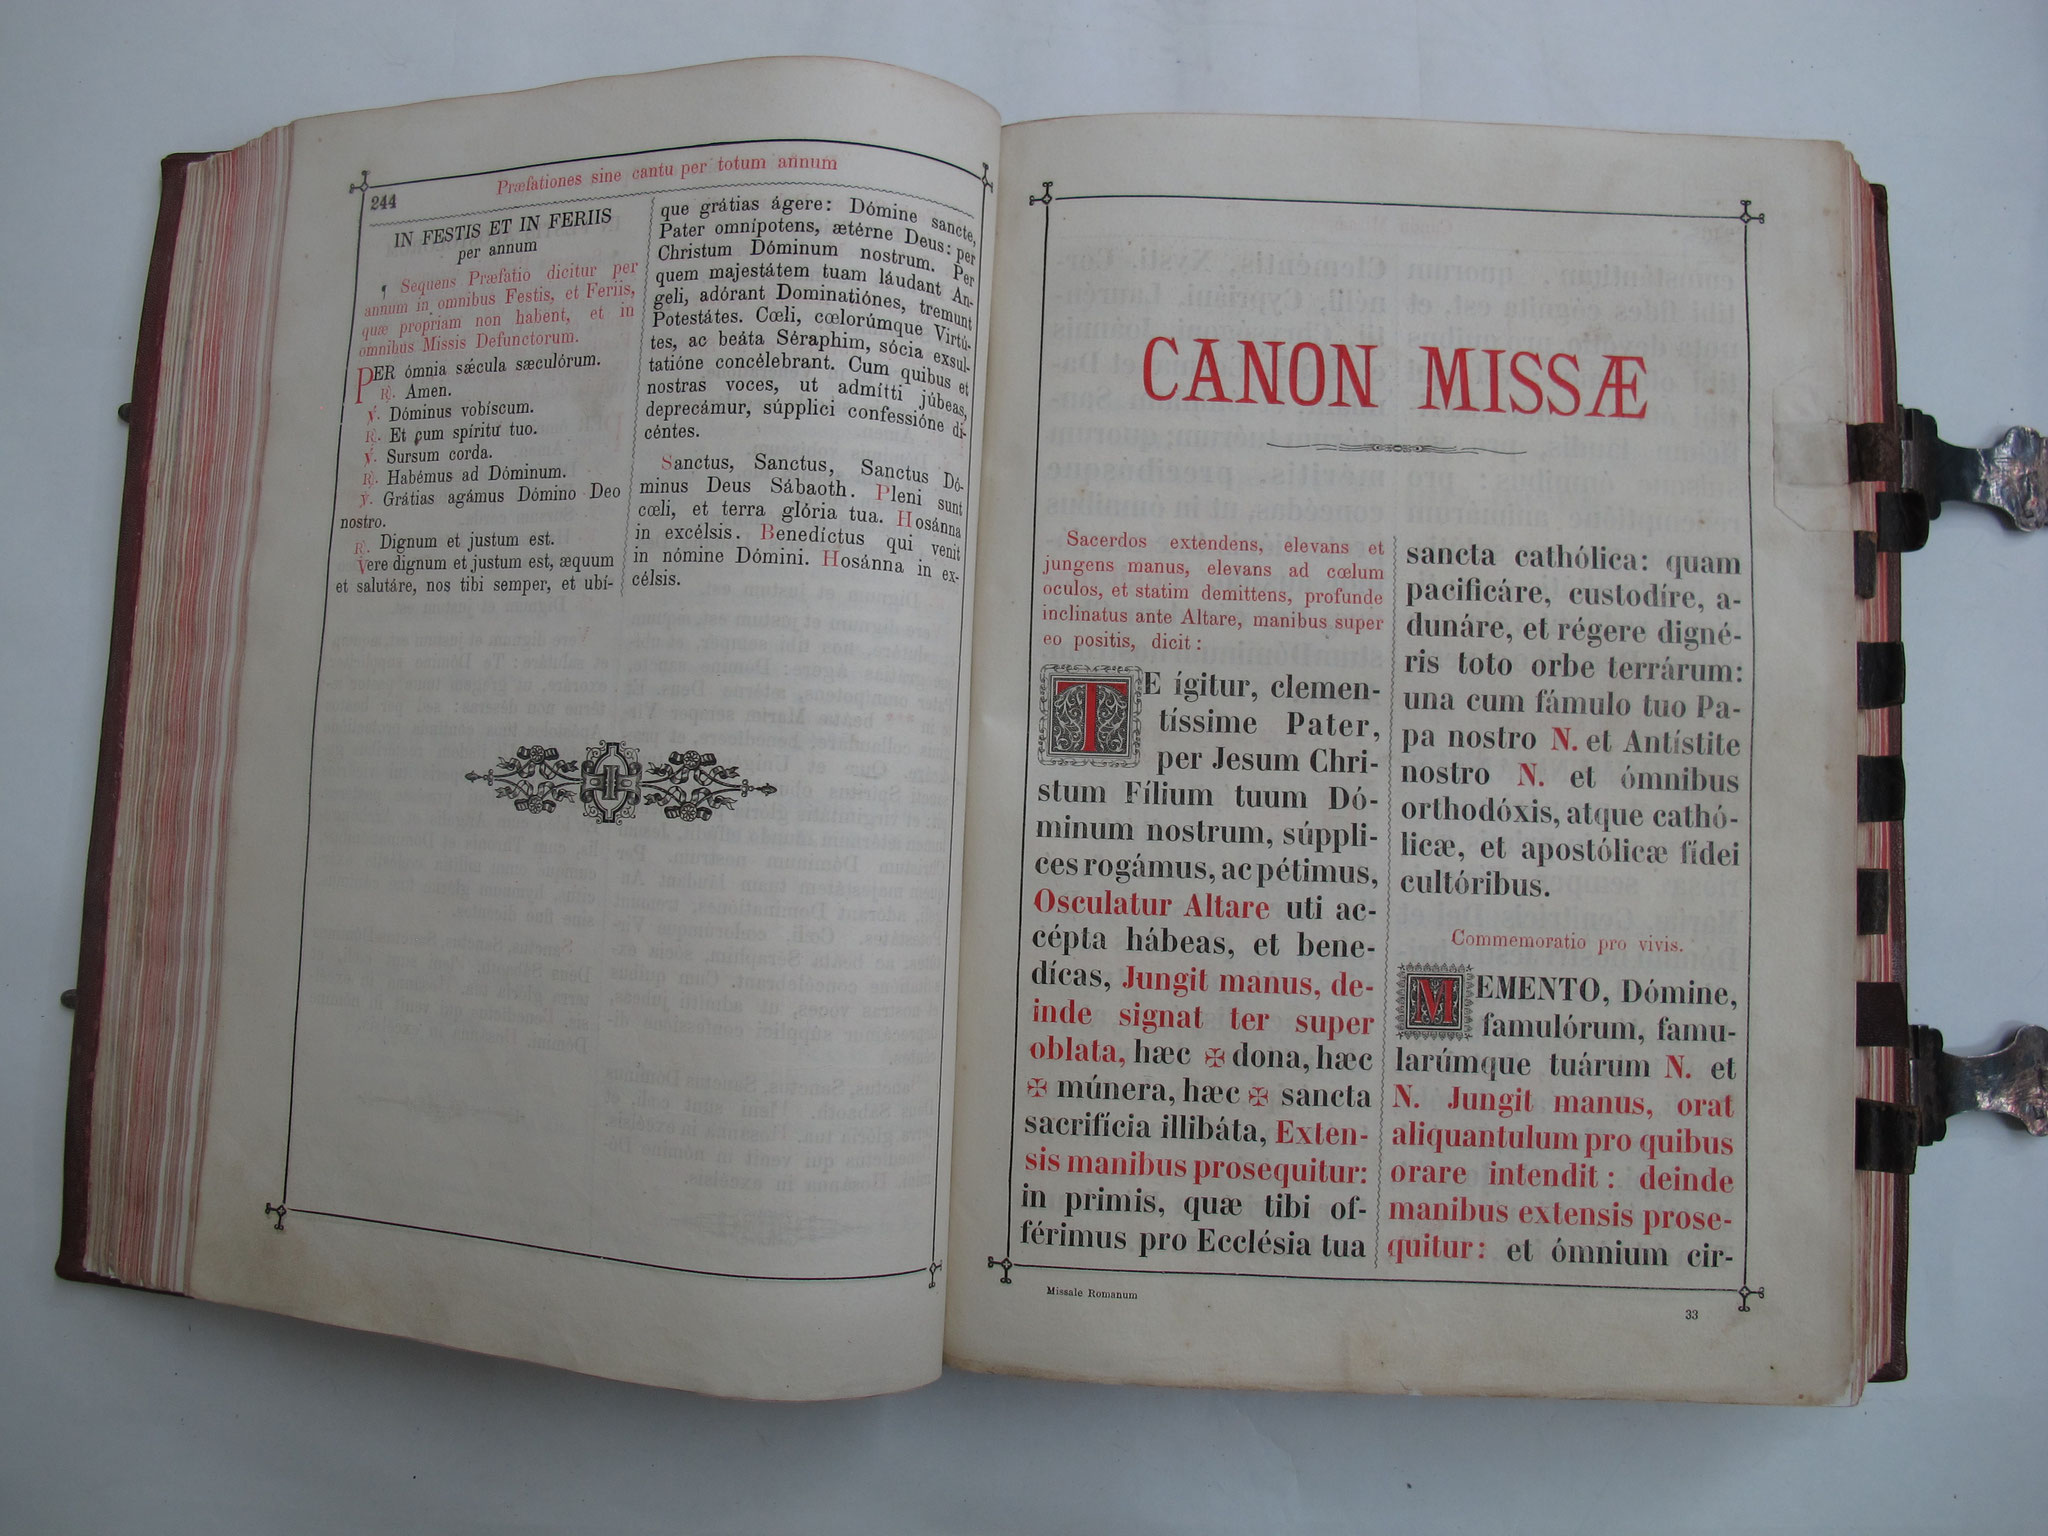 Præfationes sine cantu per totum annum
244
IN FESTIS ET IN FERIIS
per annum
¶ Sequens Præfatio dicitur per
annum in omnibus Festis, et Feriis,
quæ propriam non habent, et in
omnibus Missis Defunctorum.
PER ómnia sǽcula sæculórum.
℟. Amen.
℣. Dóminus vobíscum.
℟. Et cum spíritu tuo.
℣. Sursum corda.
℟. Habémus ad Dóminum.
℣. Grátias agámus Dómino Deo
nostro.
℟. Dignum et justum est.
Vere dignum et justum est, æquum
et salutáre, nos tibi semper, et ubí-
que grátias ágere: Dómine sancte,
Pater omnípotens, ætérne Deus: per
Christum Dóminum nostrum. Per
quem majestátem tuam láudant An-
geli, adórant Dominatiónes, tremunt
Potestátes. Cœli, cœlorúmque Virtú-
tes, ac beáta Séraphim, sócia exsul-
tatióne concélebrant. Cum quibus et
nostras voces, ut admítti júbeas,
deprecámur, súpplici confessióne di-
céntes.
Sanctus, Sanctus, Sanctus Dó-
minus Deus Sábaoth. Pleni sunt
cœli, et terra glória tua. Hosánna
in excélsis. Benedíctus qui venit
in nómine Dómini. Hosánna in ex-
célsis.
CANON MISSÆ
Sacerdos extendens, elevans et
jungens manus, elevans ad cœlum
oculos, et statim demittens, profunde
inclinatus ante Altare, manibus super
eo positis, dicit:
TE ígitur, clemen-
tíssime Pater,
per Jesum Chri-
stum Fílium tuum Dó-
minum nostrum, súppli-
ces rogámus, ac pétimus,
Osculatur Altare uti ac-
cépta hábeas, et bene-
dícas, Jungit manus, de-
inde signat ter super
oblata, hæc ✠ dona, hæc
✠ múnera, hæc ✠ sancta
sacrifícia illibáta, Exten-
sis manibus prosequitur:
in primis, quæ tibi of-
férimus pro Ecclésia tua
sancta cathólica: quam
pacificáre, custodíre, a-
dunáre, et régere digné-
ris toto orbe terrárum:
una cum fámulo tuo Pa-
pa nostro N. et Antístite
nostro N. et ómnibus
orthodóxis, atque cathó-
licæ, et apostólicæ fídei
cultóribus.
Commemoratio pro vivis.
MEMENTO, Dómine,
famulórum, famu-
larúmque tuárum N. et
N. Jungit manus, orat
aliquantulum pro quibus
orare intendit: deinde
manibus extensis prose-
quitur: et ómnium cir-
Missale Romanum
33